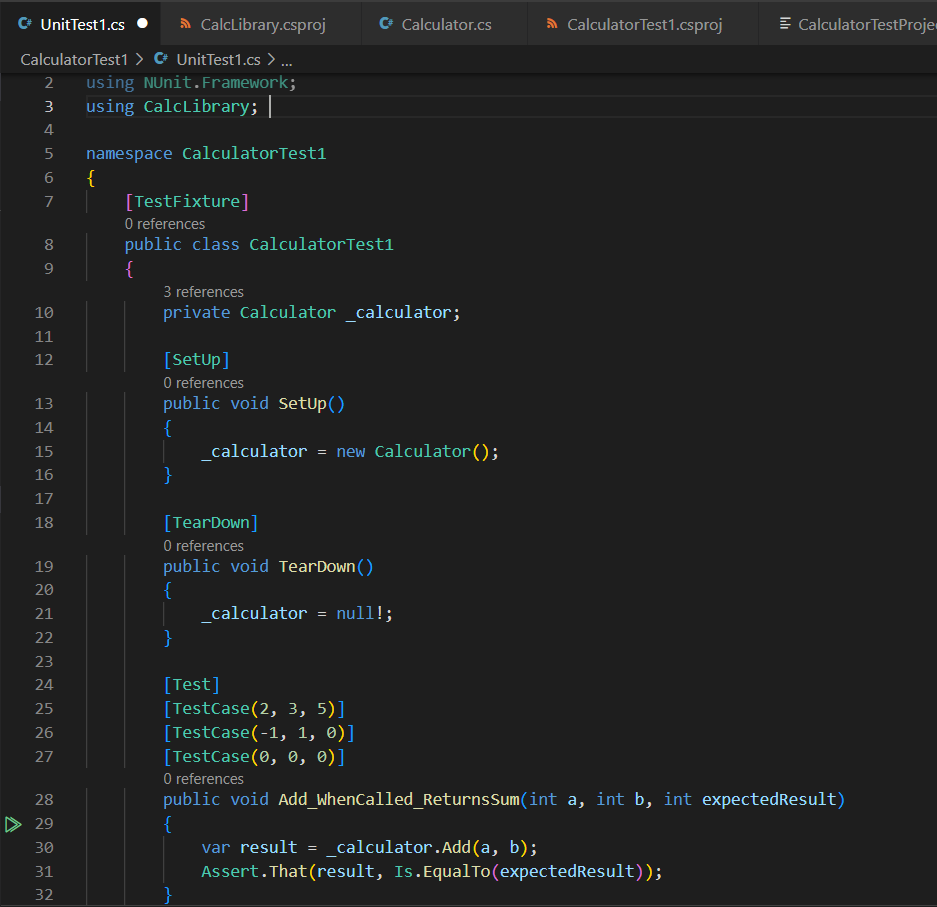 UnitTest1.cs CalcLibrary.csproj Calculator.cs CalculatorTest1.csproj CalculatorTestProje
CalculatorTest1 > UnitTest1.cs > ...
2 using NUnit.Framework;
3 using CalcLibrary;
4
5 namespace CalculatorTest1
6 {
7 [TestFixture]
0 references
8 public class CalculatorTest1
9 {
3 references
10 private Calculator _calculator;
11
12 [SetUp]
0 references
13 public void SetUp()
14 {
15 _calculator = new Calculator();
16 }
17
18 [TearDown]
0 references
19 public void TearDown()
20 {
21 _calculator = null!;
22 }
23
24 [Test]
25 [TestCase(2, 3, 5)]
26 [TestCase(-1, 1, 0)]
27 [TestCase(0, 0, 0)]
0 references
28 public void Add_WhenCalled_ReturnsSum(int a, int b, int expectedResult)
29 {
30 var result = _calculator.Add(a, b);
31 Assert.That(result, Is.EqualTo(expectedResult));
32 }